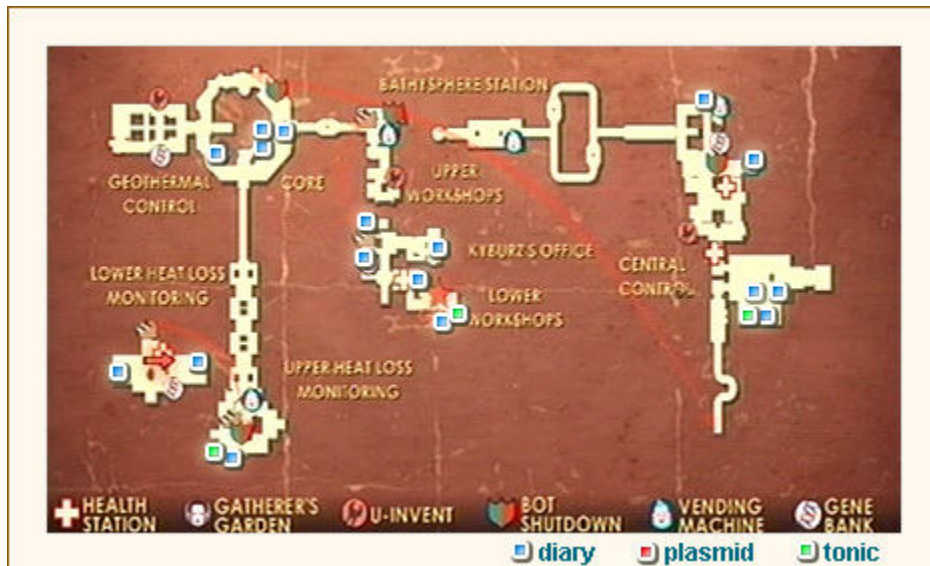 BATHYSPHERE STATION
GEOTHERMAL
CONTROL
CORE
UPPER
WORKSHOPS
KYBURZ'S OFFICE
CENTRAL
CONTROL
LOWER HEAT LOSS
MONITORING
LOWER
WORKSHOPS
UPPER HEAT LOSS
MONITORING
HEALTH
STATION
GATHERER'S
GARDEN
U-INVENT
BOT
SHUTDOWN
VENDING
MACHINE
GENE
BANK
diary
plasmid
tonic